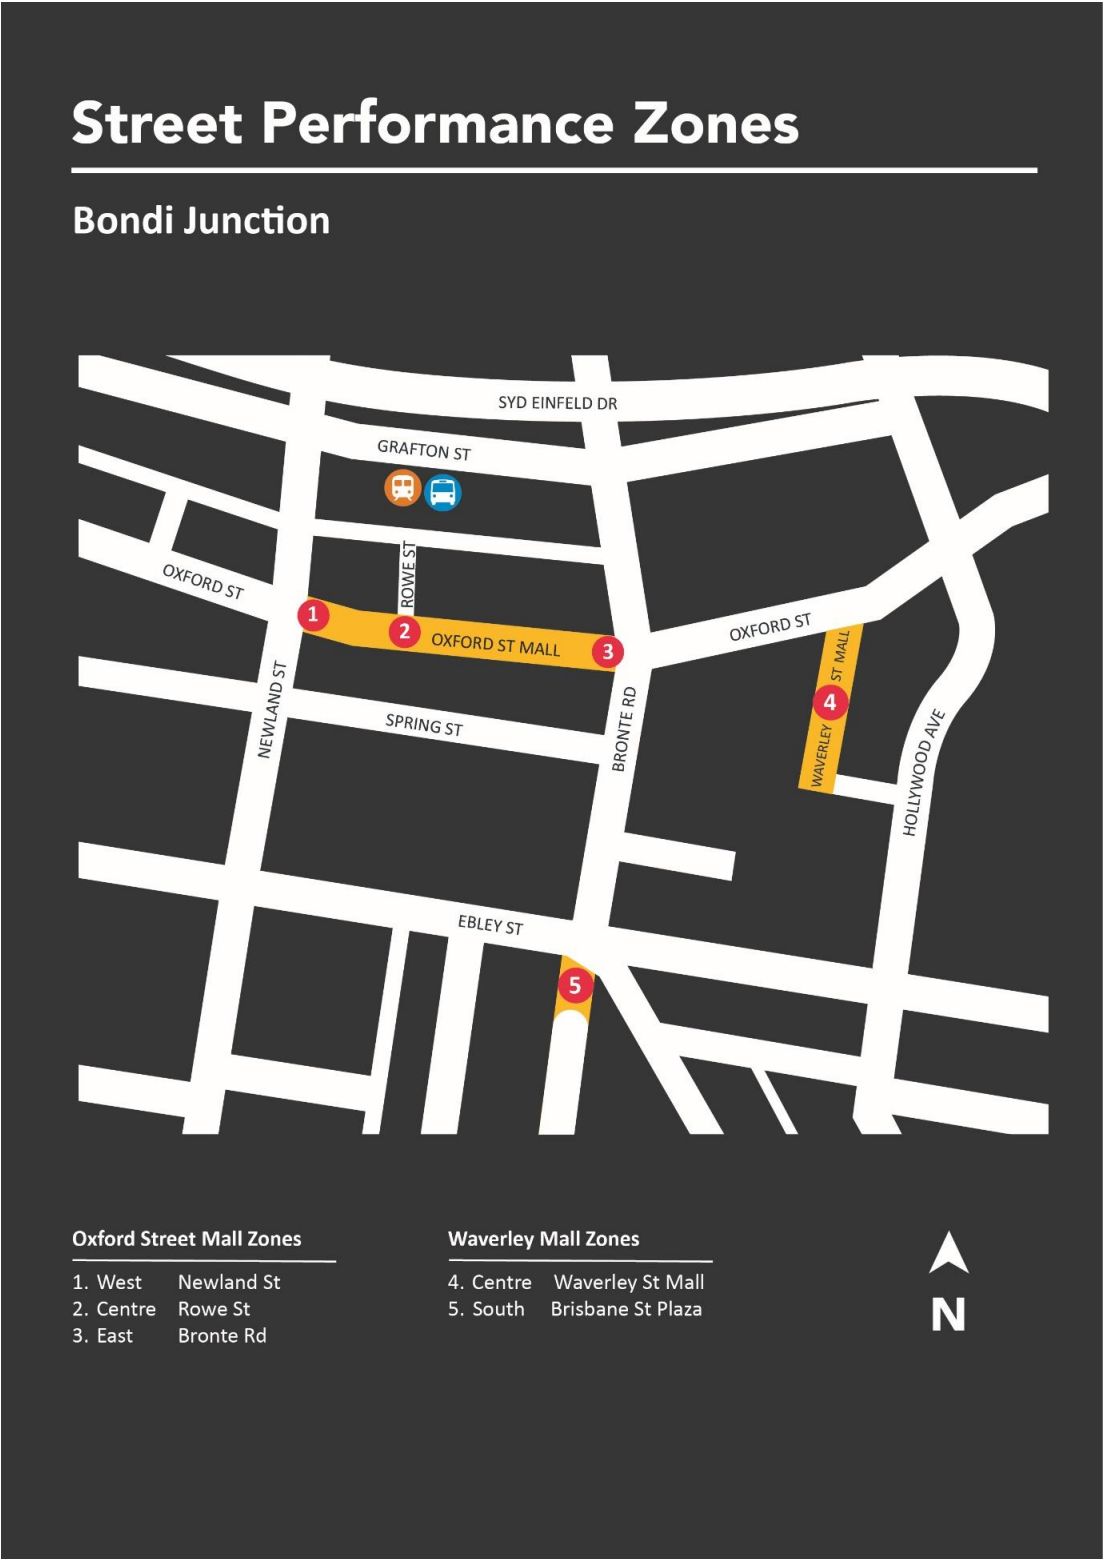 Street Performance Zones
Bondi Junction
SYD EINFELD DR
GRAFTON ST
ROWE ST
OXFORD ST
1
2
OXFORD ST MALL
3
OXFORD ST
WAVERLEY ST MALL
4
NEWLAND ST
SPRING ST
BRONTE RD
HOLLYWOOD AVE
EBLEY ST
5
Oxford Street Mall Zones
1. West Newland St
2. Centre Rowe St
3. East Bronte Rd
Waverley Mall Zones
4. Centre Waverley St Mall
5. South Brisbane St Plaza
N